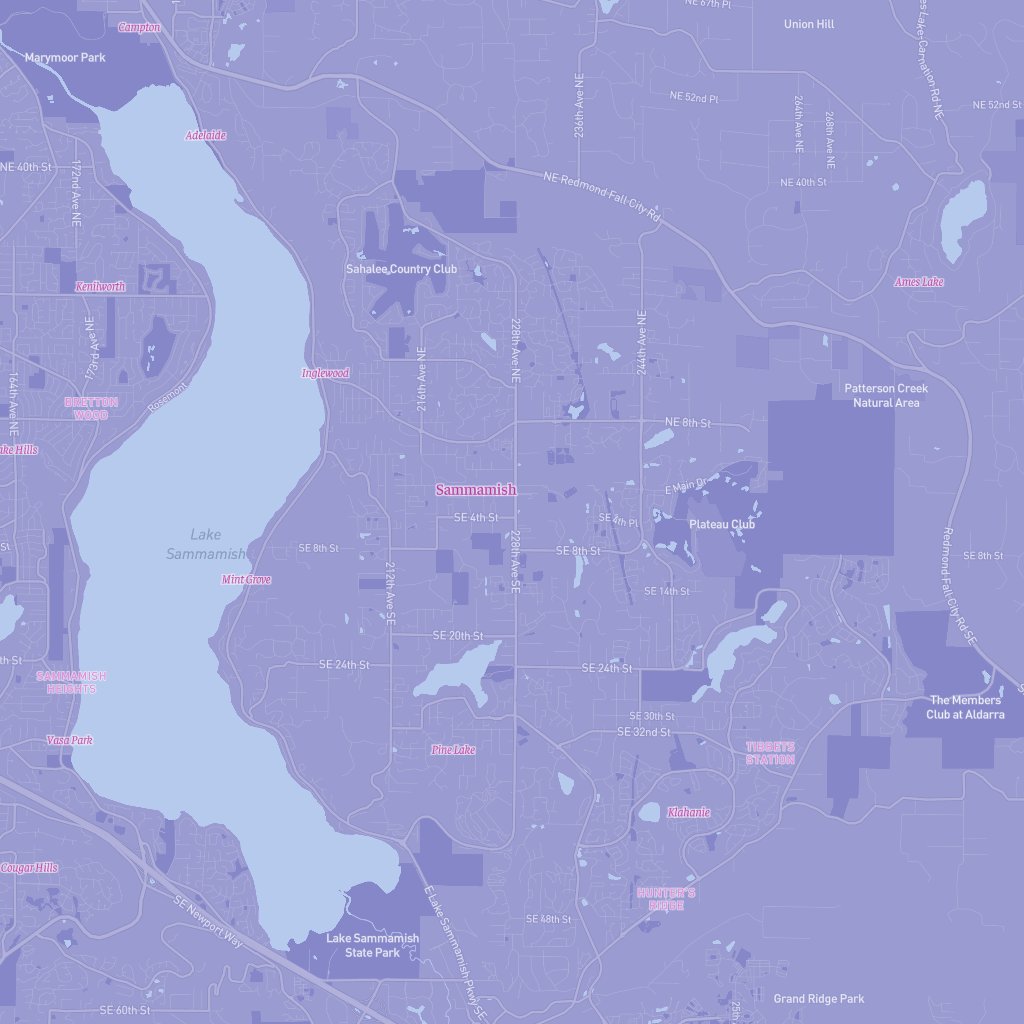 NE 67th Pl
Union Hill
Campton
Marymoor Park
es Lake-Carnation Rd NE
NE 52nd Pl
264th Ave NE
268th Ave NE
NE 52nd St
236th Ave NE
Adelaide
NE 40th St
172nd Ave NE
NE Redmond Fall City Rd
NE 40th St
Sahalee Country Club
Kenilworth
Ames Lake
173rd Ave NE
228th Ave NE
244th Ave NE
216th Ave NE
164th Ave NE
Inglewood
Rosemont
BRETTON
WOOD
Patterson Creek
Natural Area
NE 8th St
ake Hills
Sammamish
E Main Dr
SE 4th St
SE 4th Pl
Plateau Club
Lake
Sammamish
St
SE 8th St
228th Ave SE
SE 8th St
Redmond Fall City Rd SE
SE 8th St
Mint Grove
212th Ave SE
SE 14th St
SE 20th St
th St
SE 24th St
SE 24th St
SAMMAMISH
HEIGHTS
The Members
Club at Aldarra
SE 30th St
SE 32nd St
Vasa Park
Pine Lake
TIBBETS
STATION
Klahanie
Cougar Hills
HUNTER'S
RIDGE
SE Newport Way
E Lake Sammamish Pkwy SE
SE 48th St
Lake Sammamish
State Park
Grand Ridge Park
SE 60th St
25th